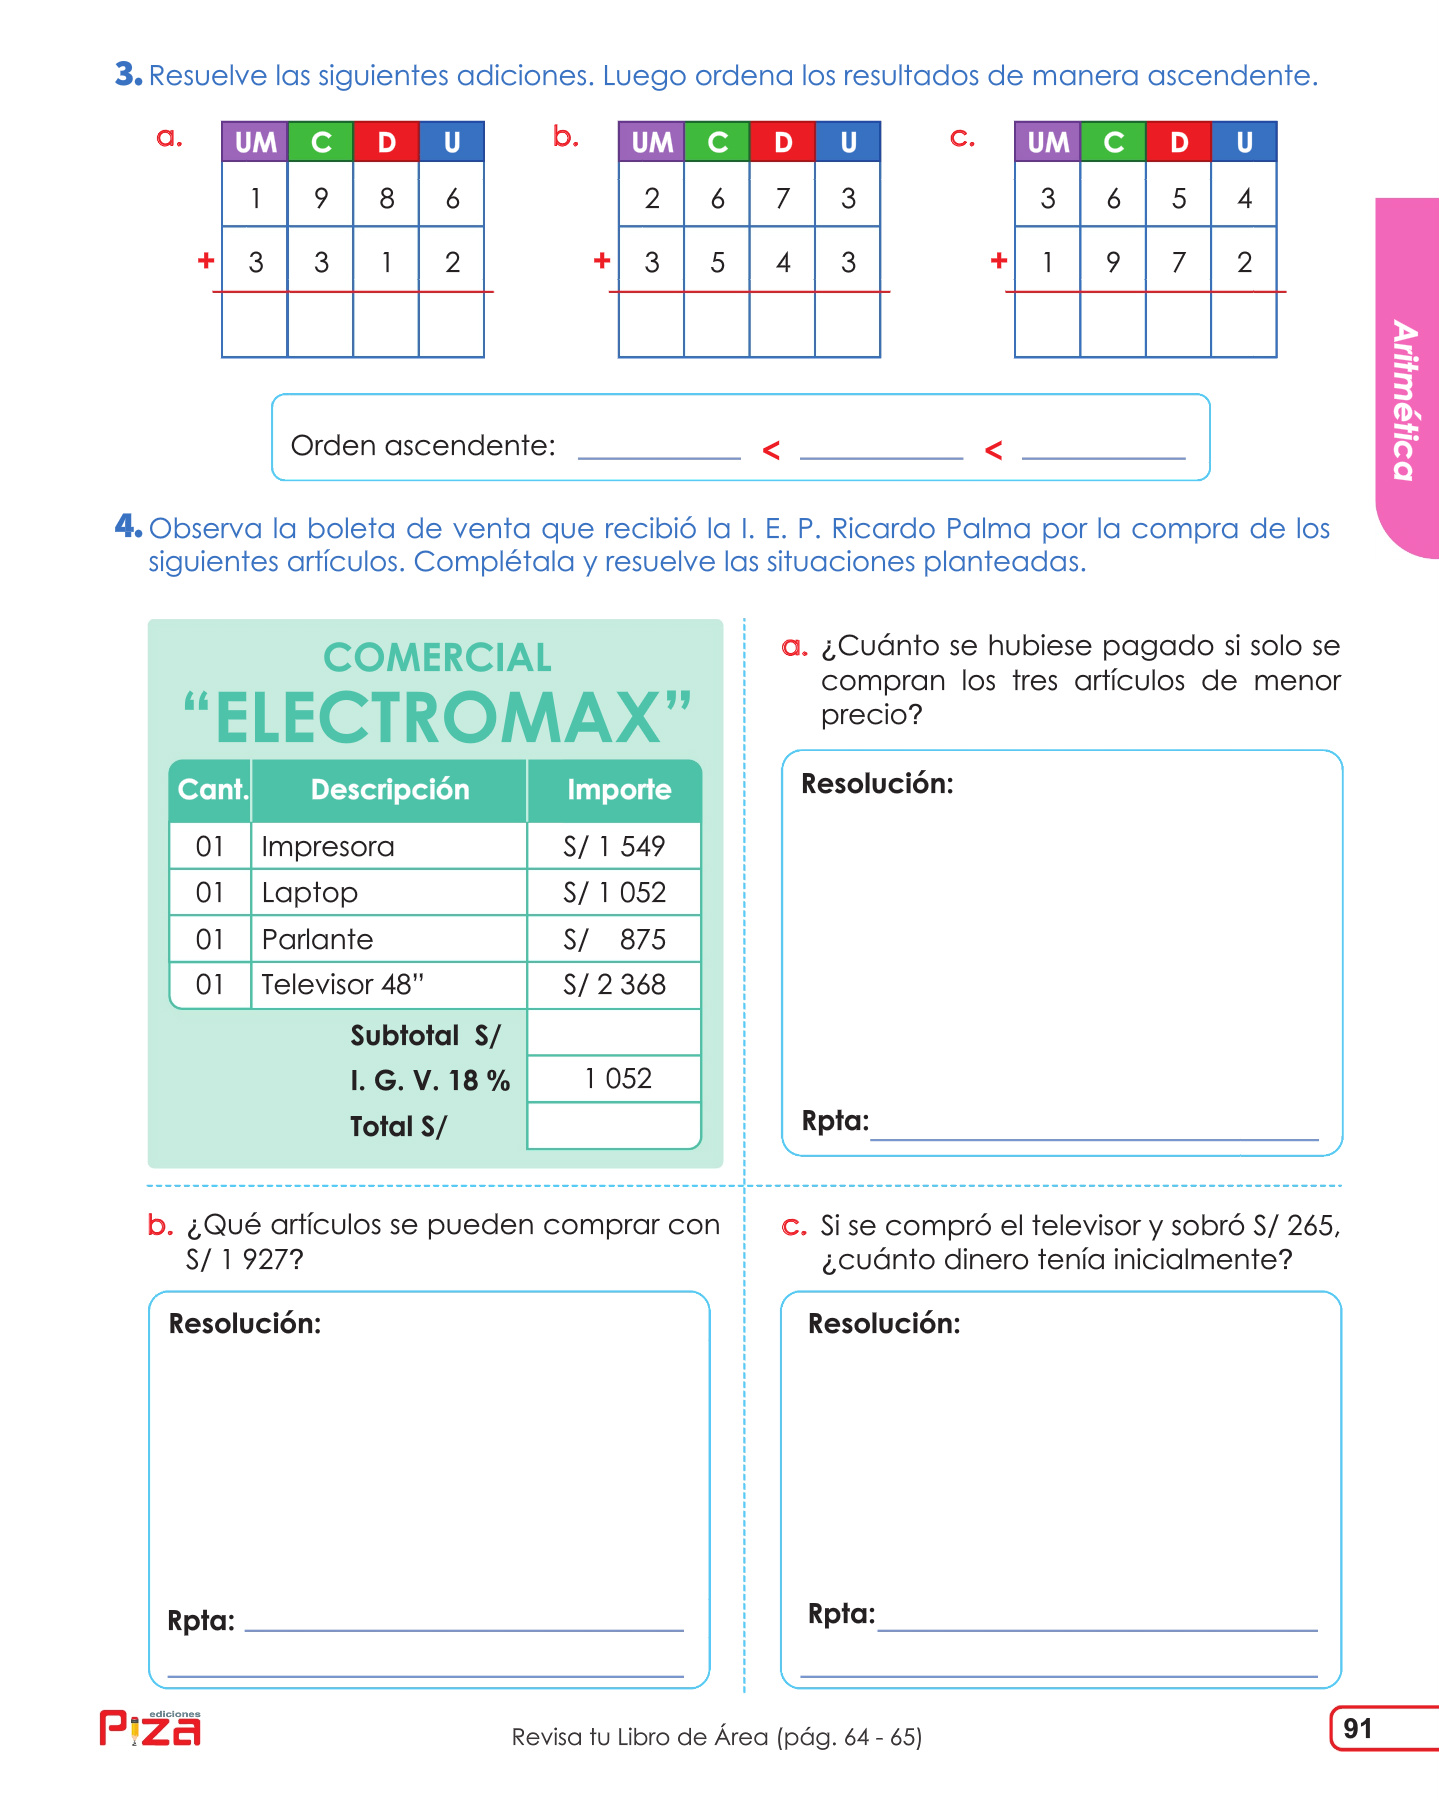 3. Resuelve las siguientes adiciones. Luego ordena los resultados de manera ascendente.
a.
UM C D U
1 9 8 6
+ 3 3 1 2
b.
UM C D U
2 6 7 3
+ 3 5 4 3
c.
UM C D U
3 6 5 4
+ 1 9 7 2
Orden ascendente: < <
Aritmética
4. Observa la boleta de venta que recibió la I. E. P. Ricardo Palma por la compra de los
siguientes artículos. Complétala y resuelve las situaciones planteadas.
COMERCIAL
“ELECTROMAX”
Cant. Descripción Importe
01 Impresora S/ 1 549
01 Laptop S/ 1 052
01 Parlante S/ 875
01 Televisor 48” S/ 2 368
Subtotal S/
I. G. V. 18 % 1 052
Total S/
a. ¿Cuánto se hubiese pagado si solo se
compran los tres artículos de menor
precio?
Resolución:
Rpta:
b. ¿Qué artículos se pueden comprar con
S/ 1 927?
Resolución:
Rpta:
c. Si se compró el televisor y sobró S/ 265,
¿cuánto dinero tenía inicialmente?
Resolución:
Rpta:
ediciones
Piza
Revisa tu Libro de Área (pág. 64 - 65)
91